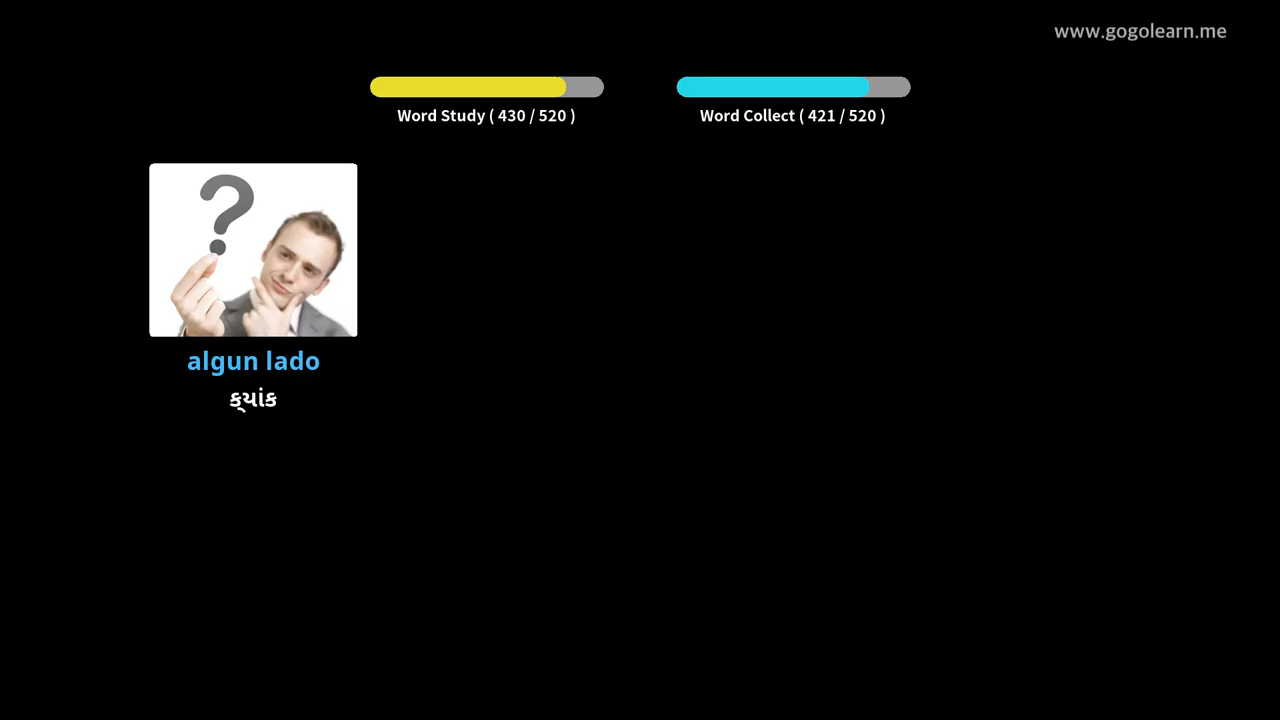 www.gogolearn.me
Word Study ( 430 / 520 )
Word Collect ( 421 / 520 )
algun lado
ક્યાંક